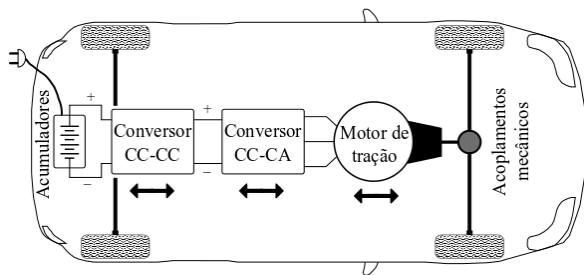 Acumuladores
+
−
Conversor
CC-CC
+
−
Conversor
CC-CA
Motor de
tração
Acoplamentos
mecânicos